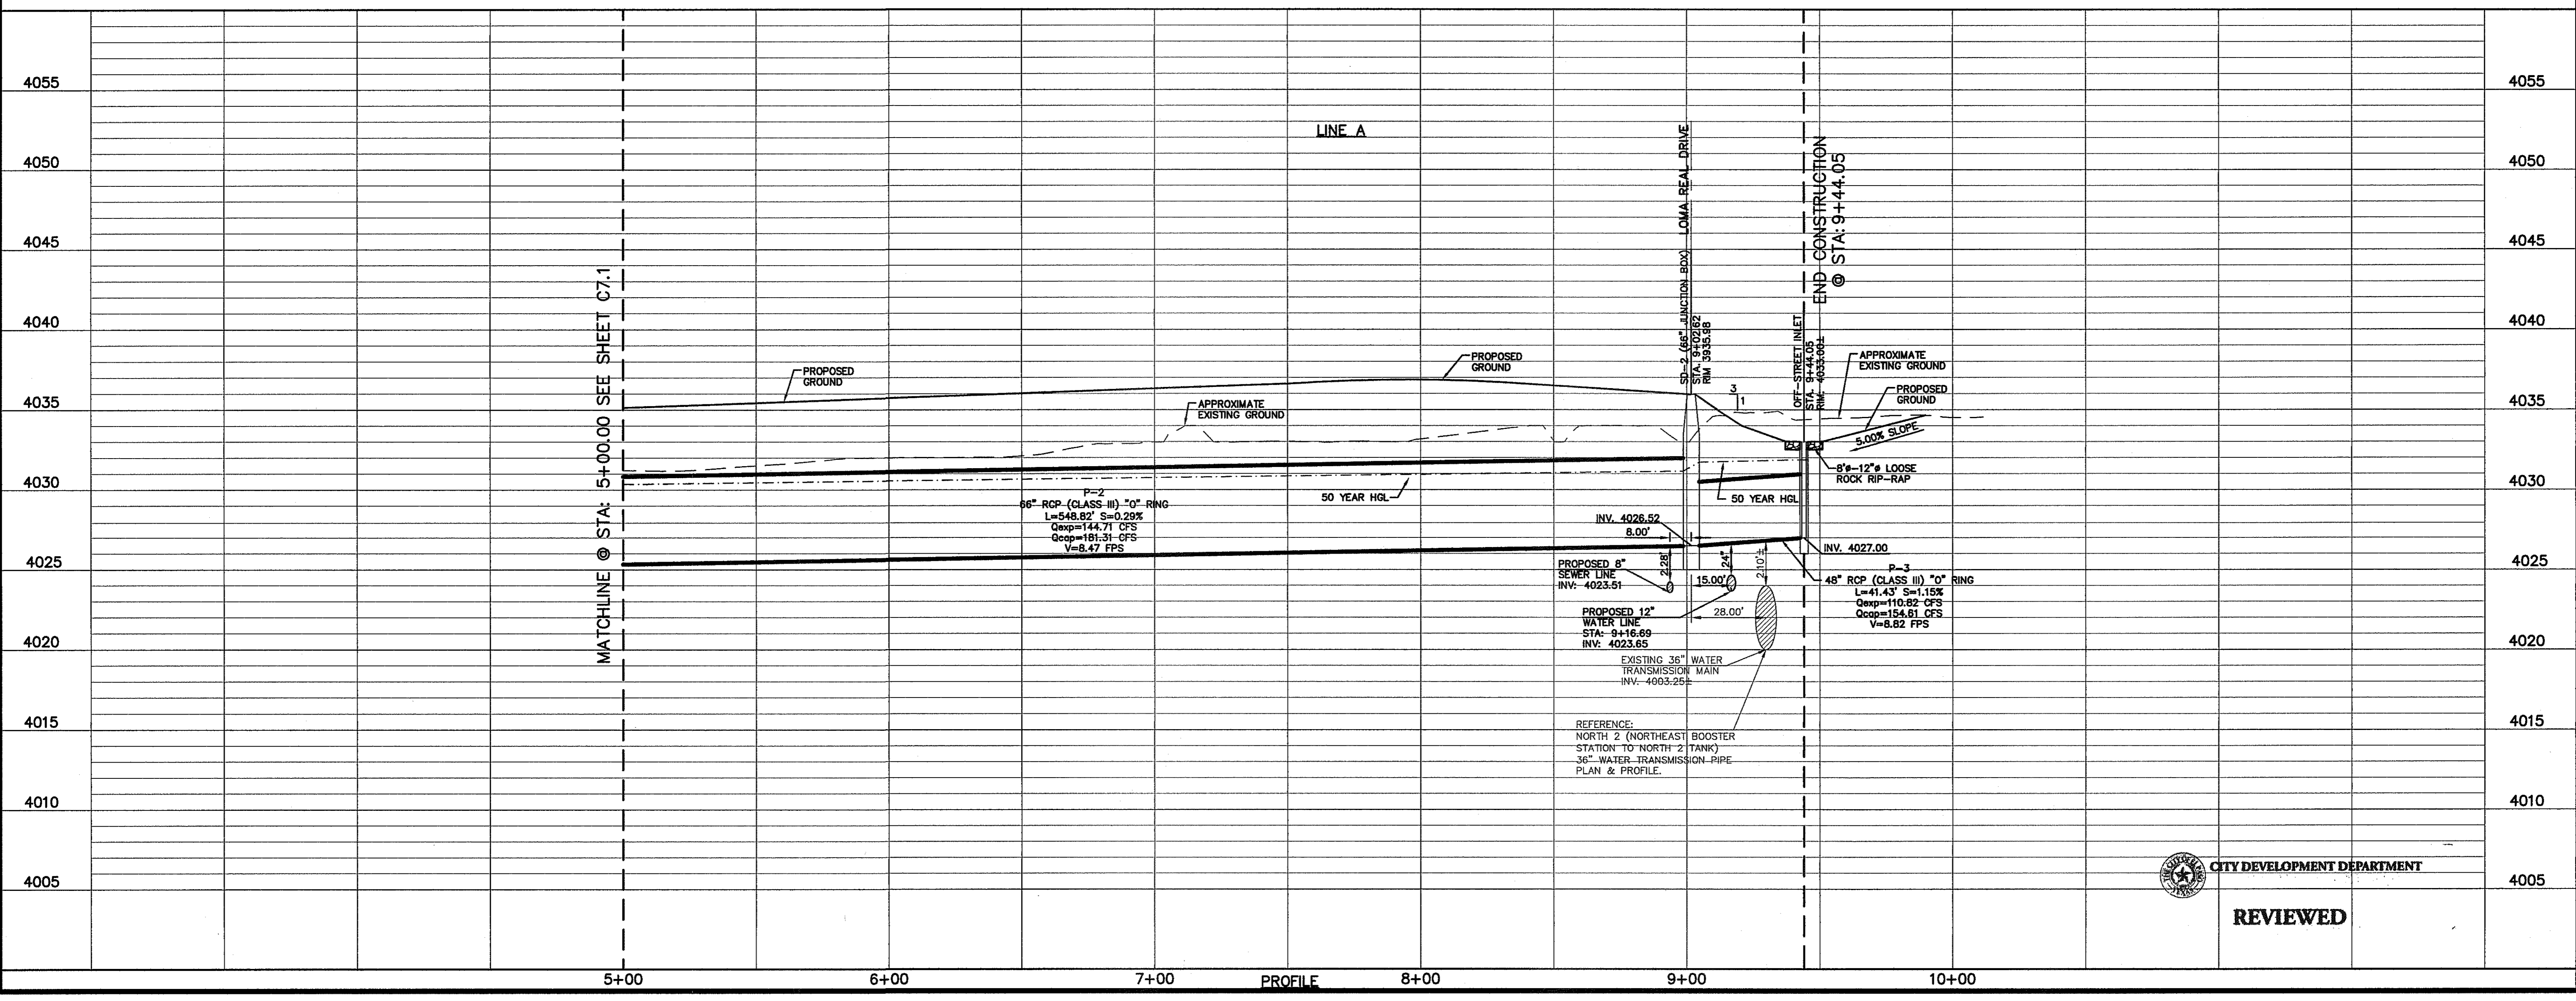 4055
4050
4045
4040
4035
4030
4025
4020
4015
4010
4005
MATCHLINE @ STA: 5+00.00 SEE SHEET C7.1
LINE A
PROPOSED
GROUND
APPROXIMATE
EXISTING GROUND
PROPOSED
GROUND
P-2
66" RCP (CLASS III) "O" RING
L=548.82' S=0.29%
Qexp=144.71 CFS
Qcap=181.31 CFS
V=8.47 FPS
50 YEAR HGL
SD-2 (66" JUNCTION BOX) LOMA REAL DRIVE
STA. 9+02.62
RIM 3935.98
3
1
OFF-STREET INLET
STA. 9+44.05
RIM. 4033.00±
END CONSTRUCTION
@ STA: 9+44.05
APPROXIMATE
EXISTING GROUND
PROPOSED
GROUND
5.00% SLOPE
8"ø-12"ø LOOSE
ROCK RIP-RAP
50 YEAR HGL
INV. 4026.52
8.00'
2.28'
24"
2.10'±
INV. 4027.00
PROPOSED 8"
SEWER LINE
INV: 4023.51
15.00'
28.00'
PROPOSED 12"
WATER LINE
STA: 9+16.69
INV: 4023.65
P-3
48" RCP (CLASS III) "O" RING
L=41.43' S=1.15%
Qexp=110.82 CFS
Qcap=154.61 CFS
V=8.82 FPS
EXISTING 36" WATER
TRANSMISSION MAIN
INV. 4003.25±
REFERENCE:
NORTH 2 (NORTHEAST BOOSTER
STATION TO NORTH 2 TANK)
36" WATER TRANSMISSION PIPE
PLAN & PROFILE.
4055
4050
4045
4040
4035
4030
4025
4020
4015
4010
4005
CITY DEVELOPMENT DEPARTMENT
REVIEWED
5+00
6+00
7+00
PROFILE
8+00
9+00
10+00